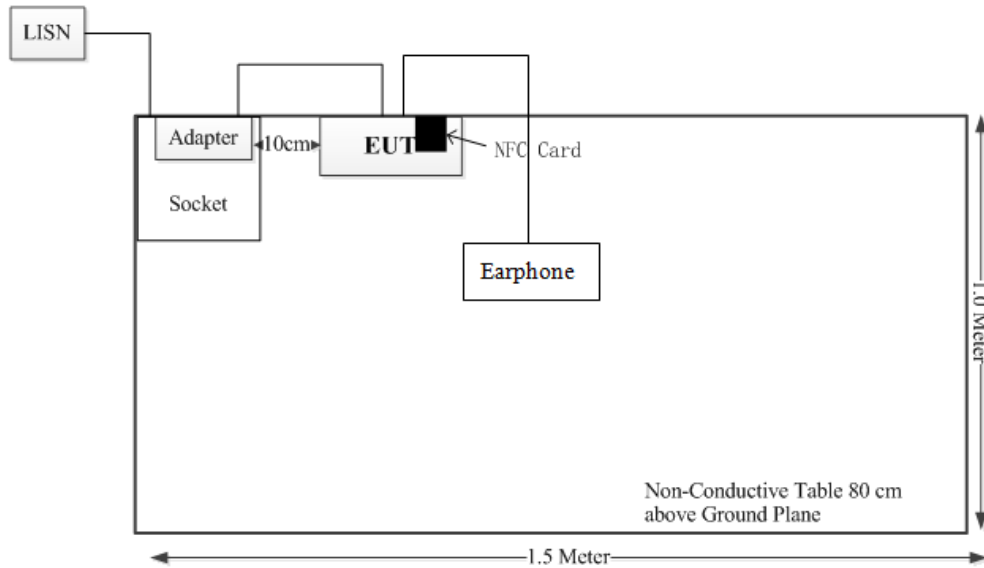 LISN
Adapter
10cm
EUT
NFC Card
Socket
Earphone
1.0 Meter
Non-Conductive Table 80 cm
above Ground Plane
1.5 Meter